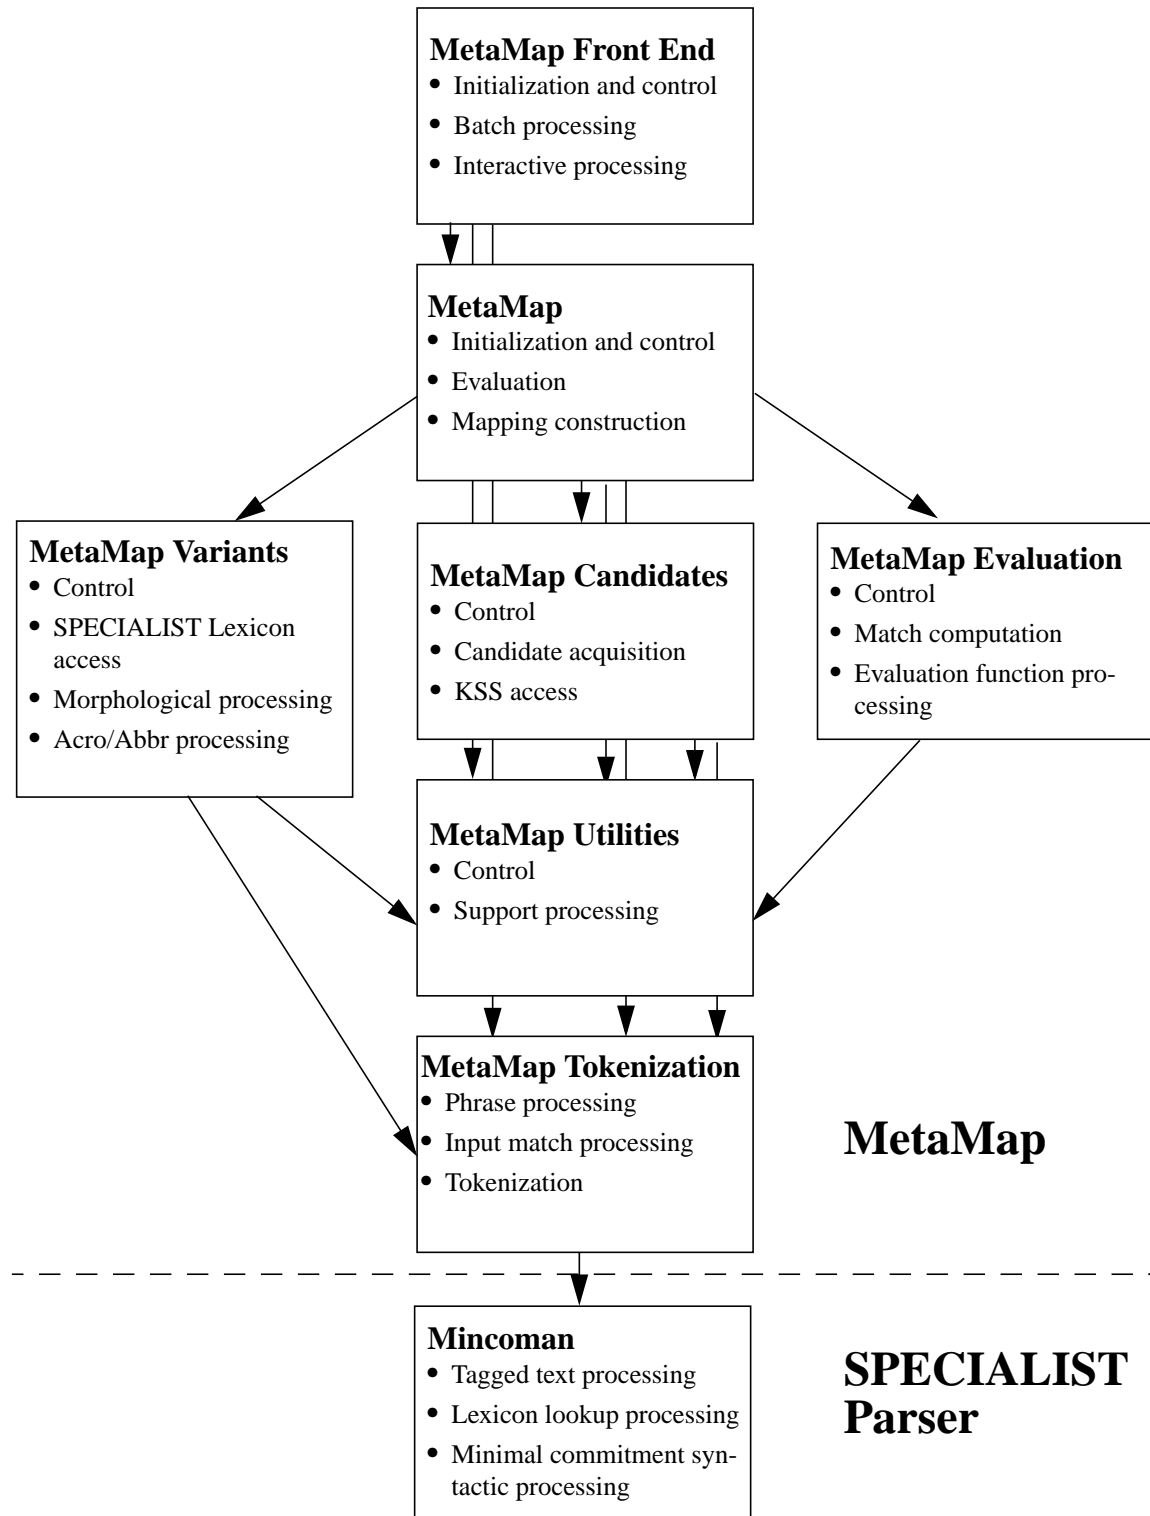 MetaMap Front End
• Initialization and control
• Batch processing
• Interactive processing
MetaMap
• Initialization and control
• Evaluation
• Mapping construction
MetaMap Variants
• Control
• SPECIALIST Lexicon
access
• Morphological processing
• Acro/Abbr processing
MetaMap Candidates
• Control
• Candidate acquisition
• KSS access
MetaMap Evaluation
• Control
• Match computation
• Evaluation function pro-
cessing
MetaMap Utilities
• Control
• Support processing
MetaMap Tokenization
• Phrase processing
• Input match processing
• Tokenization
MetaMap
Mincoman
• Tagged text processing
• Lexicon lookup processing
• Minimal commitment syn-
tactic processing
SPECIALIST
Parser